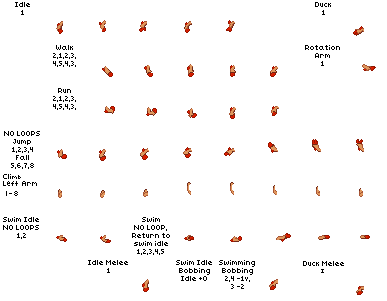 Idle
1
Duck
1
Walk
2,1,2,3,
4,5,4,3,
Rotation
Arm
1
Run
2,1,2,3,
4,5,4,3,
NO LOOPS
Jump
1,2,3,4
Fall
5,6,7,8
Climb
Left Arm
1-8
Swim Idle
NO LOOPS
1,2
Swim
NO LOOP,
Return to
swim idle
1,2,3,4,5
Idle Melee
1
Swim Idle
Bobbing
Idle +0
Swimming
Bobbing
2,4 -1v,
3 -2
Duck Melee
1